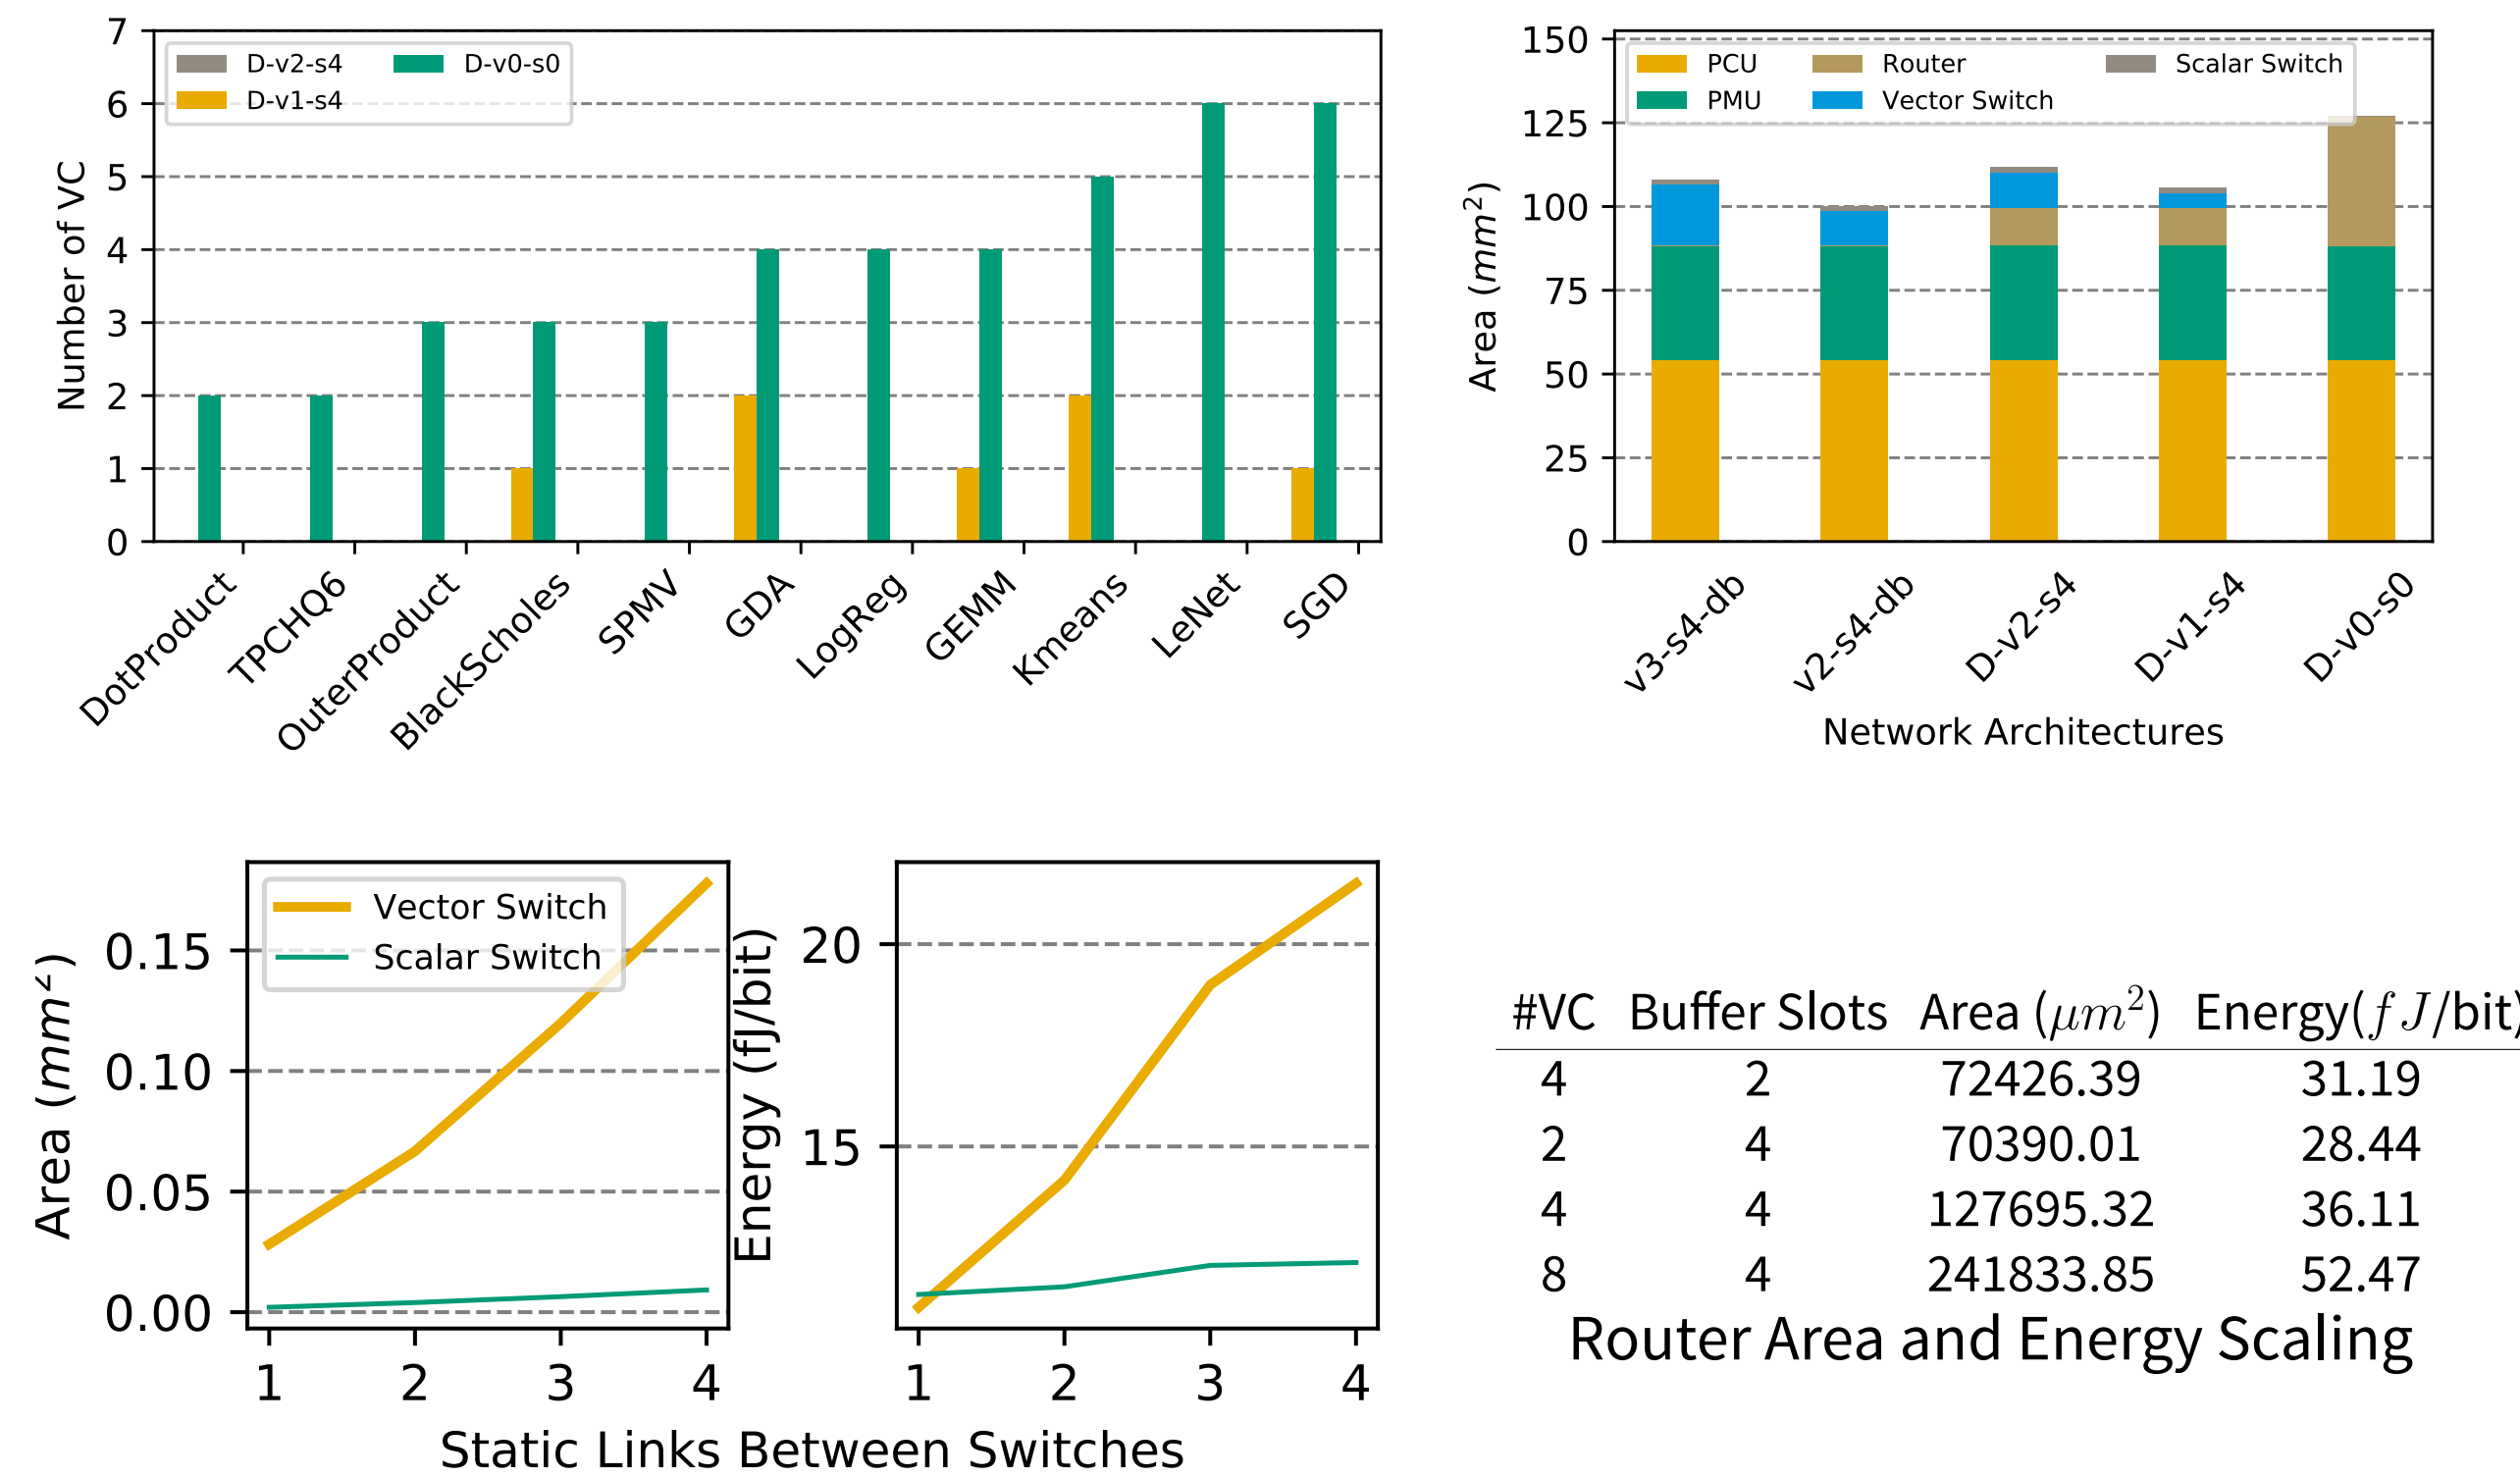 7
6
5
4
3
2
1
0
Number of VC
D-v2-s4 D-v0-s0
D-v1-s4
DotProduct TPCHQ6 OuterProduct BlackScholes SPMV GDA LogReg GEMM Kmeans LeNet SGD
150
125
100
75
50
25
0
Area (mm²)
PCU Router Scalar Switch
PMU Vector Switch
v3-s4-db v2-s4-db D-v2-s4 D-v1-s4 D-v0-s0
Network Architectures
Area (mm²)
0.15
0.10
0.05
0.00
Vector Switch
Scalar Switch
1 2 3 4
Energy (fJ/bit)
20
15
1 2 3 4
Static Links Between Switches
#VC Buffer Slots Area (μm²) Energy(fJ/bit)
4 2 72426.39 31.19
2 4 70390.01 28.44
4 4 127695.32 36.11
8 4 241833.85 52.47
Router Area and Energy Scaling